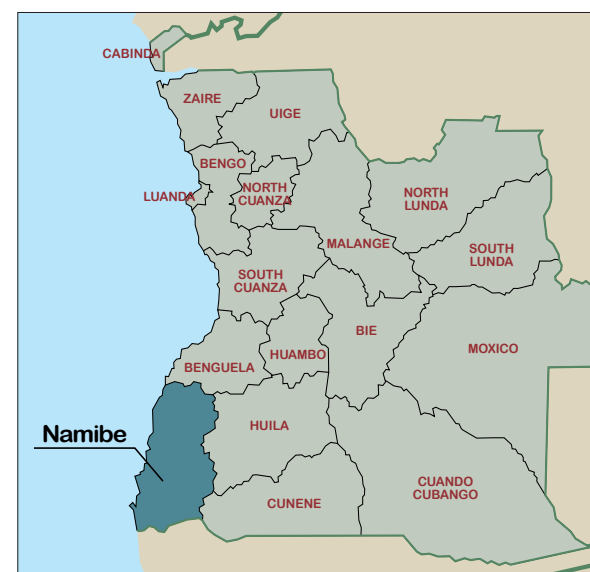 CABINDA
ZAIRE
UIGE
BENGO
LUANDA
NORTH
CUANZA
NORTH
LUNDA
MALANGE
SOUTH
LUNDA
SOUTH
CUANZA
BIE
MOXICO
HUAMBO
BENGUELA
Namibe
HUILA
CUANDO
CUBANGO
CUNENE